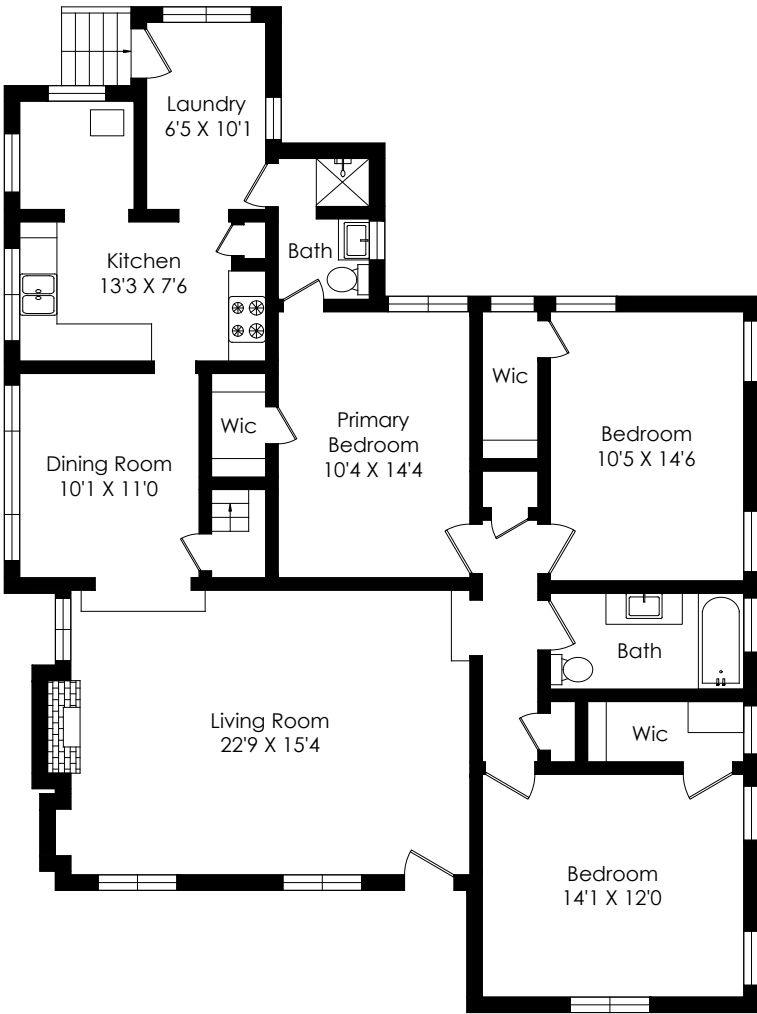 Laundry
6'5 X 10'1
Kitchen
13'3 X 7'6
Bath
Wic
Primary
Bedroom
10'4 X 14'4
Wic
Bedroom
10'5 X 14'6
Dining Room
10'1 X 11'0
Bath
Living Room
22'9 X 15'4
Wic
Bedroom
14'1 X 12'0